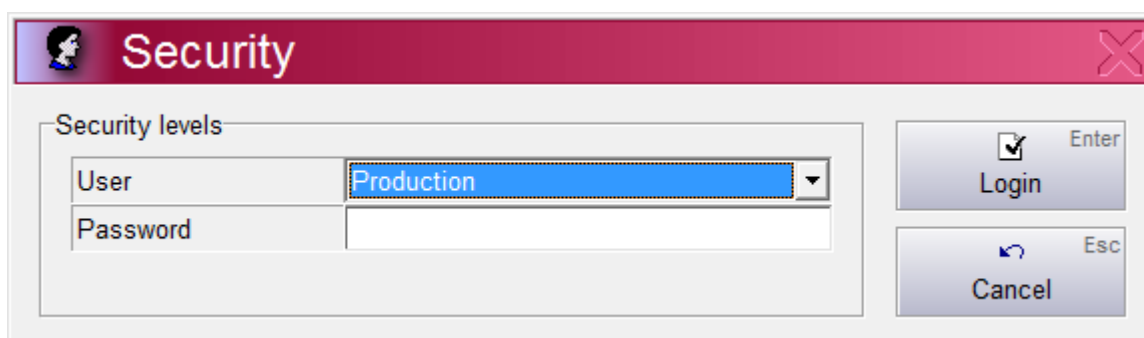 Security
Security levels
User
Production
Password
Enter
Login
Esc
Cancel